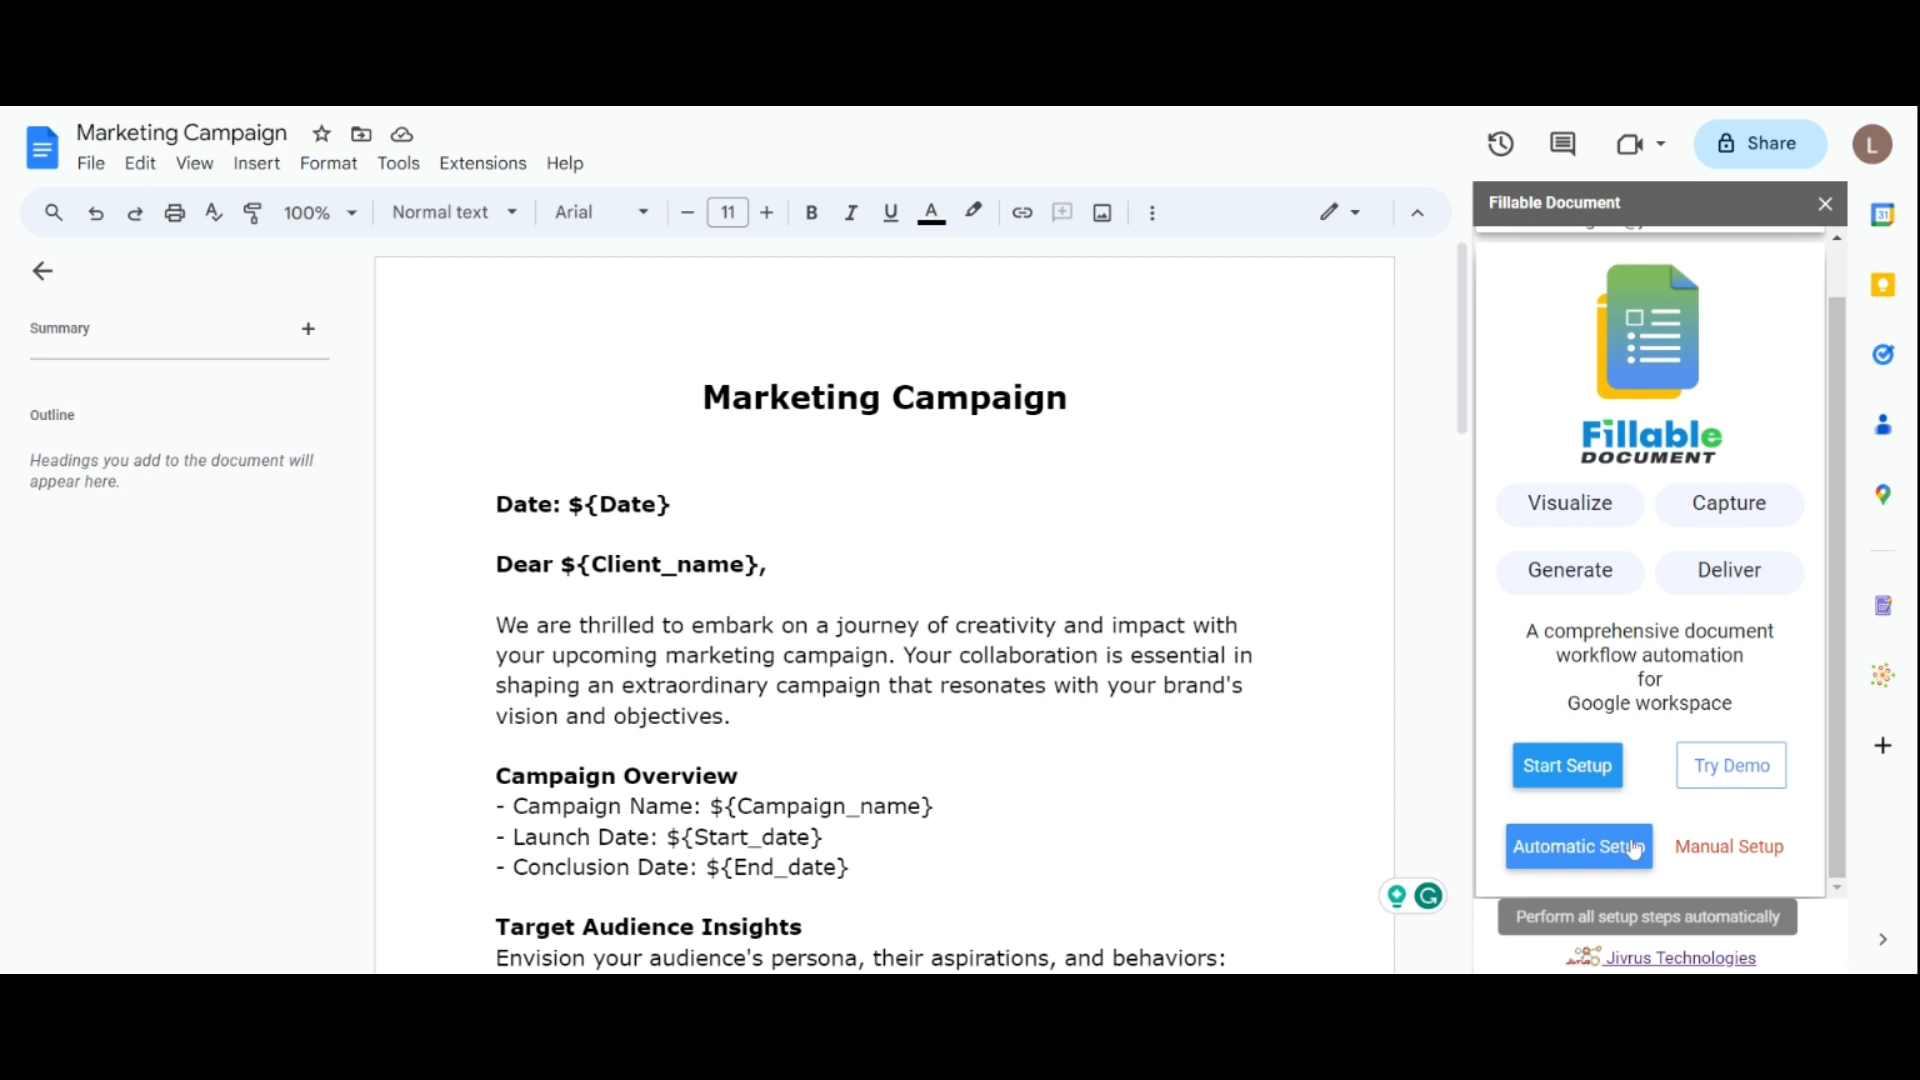 Marketing Campaign
File Edit View Insert Format Tools Extensions Help
Share
L
100% Normal text Arial 11 B I U A
Fillable Document
31
Summary
Outline
Headings you add to the document will
appear here.
Marketing Campaign
Date: ${Date}
Dear ${Client_name},
We are thrilled to embark on a journey of creativity and impact with
your upcoming marketing campaign. Your collaboration is essential in
shaping an extraordinary campaign that resonates with your brand's
vision and objectives.
Campaign Overview
- Campaign Name: ${Campaign_name}
- Launch Date: ${Start_date}
- Conclusion Date: ${End_date}
Target Audience Insights
Envision your audience's persona, their aspirations, and behaviors:
Fillable
DOCUMENT
Visualize Capture
Generate Deliver
A comprehensive document
workflow automation
for
Google workspace
Start Setup Try Demo
Automatic Setup Manual Setup
Perform all setup steps automatically
Jivrus Technologies